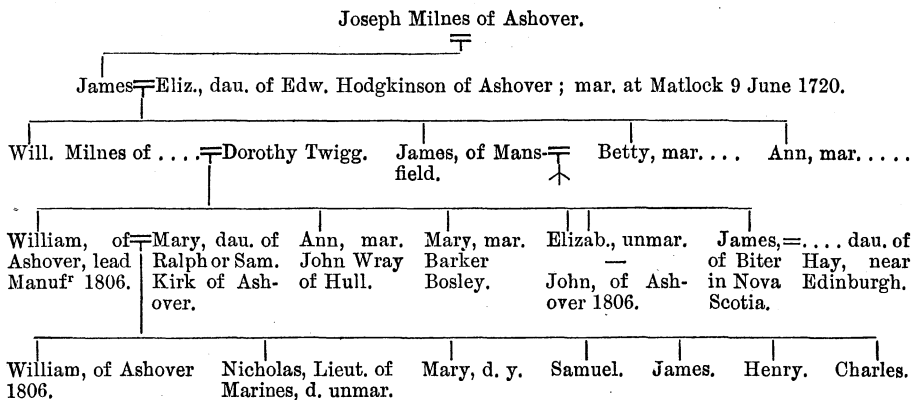 Joseph Milnes of Ashover.
James Eliz., dau. of Edw. Hodgkinson of Ashover ; mar. at Matlock 9 June 1720.
Will. Milnes of .... Dorothy Twigg.
James, of Mans-
field.
Betty, mar. ....
Ann, mar. .....
William, of
Ashover, lead
Manufʳ 1806.
Mary, dau. of
Ralph or Sam.
Kirk of Ash-
over.
Ann, mar.
John Wray
of Hull.
Mary, mar.
Barker
Bosley.
Elizab., unmar.
—
John, of Ash-
over 1806.
James,
of Biter
in Nova
Scotia.
=.... dau. of
Hay, near
Edinburgh.
William, of Ashover
1806.
Nicholas, Lieut. of
Marines, d. unmar.
Mary, d. y.
Samuel.
James.
Henry.
Charles.